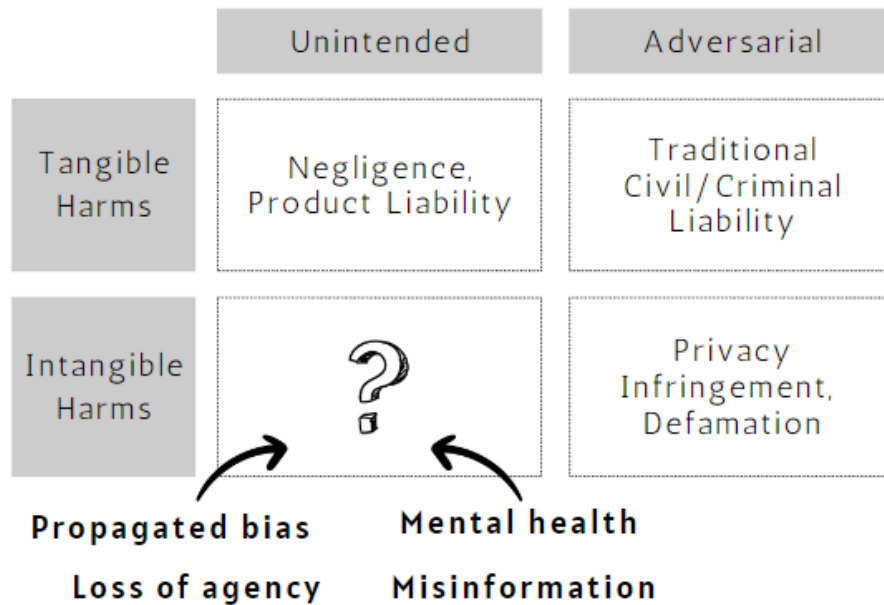 Unintended
Adversarial
Tangible
Harms
Negligence,
Product Liability
Traditional
Civil/Criminal
Liability
Intangible
Harms
?
Privacy
Infringement,
Defamation
Propagated bias
Mental health
Loss of agency
Misinformation